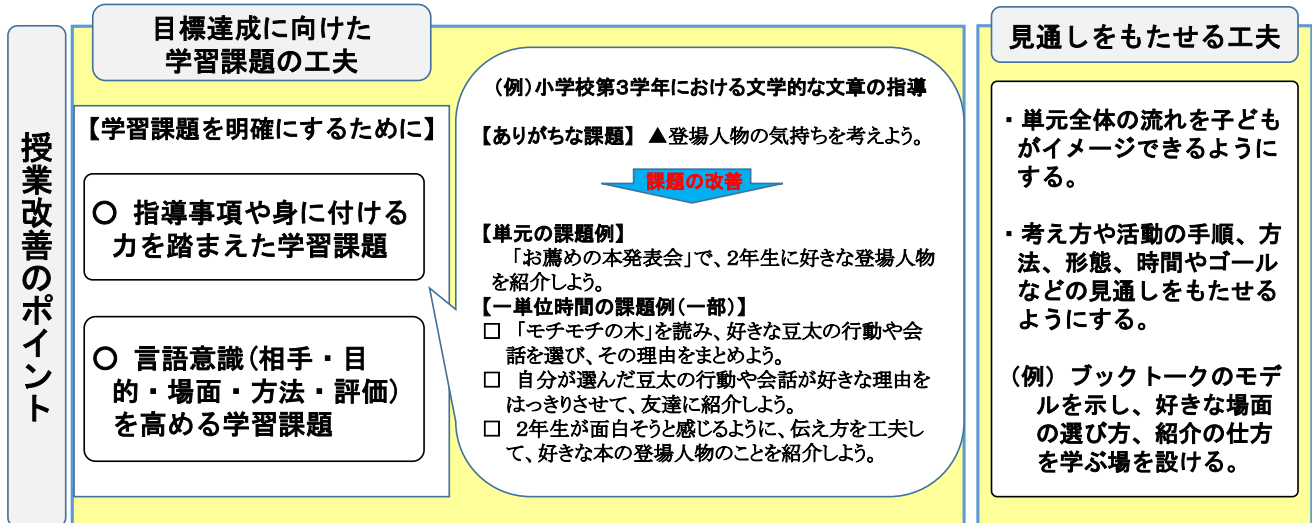 授業改善のポイント
目標達成に向けた
学習課題の工夫
【学習課題を明確にするために】
〇 指導事項や身に付ける
力を踏まえた学習課題
〇 言語意識(相手・目
的・場面・方法・評価)
を高める学習課題
(例)小学校第3学年における文学的な文章の指導
【ありがちな課題】 ▲登場人物の気持ちを考えよう。
課題の改善
【単元の課題例】
「お薦めの本発表会」で、2年生に好きな登場人物
を紹介しよう。
【一単位時間の課題例(一部)】
□ 「モチモチの木」を読み、好きな豆太の行動や会
話を選び、その理由をまとめよう。
□ 自分が選んだ豆太の行動や会話が好きな理由を
はっきりさせて、友達に紹介しよう。
□ 2年生が面白そうと感じるように、伝え方を工夫し
て、好きな本の登場人物のことを紹介しよう。
見通しをもたせる工夫
・単元全体の流れを子ども
がイメージできるように
する。
・考え方や活動の手順、方
法、形態、時間やゴール
などの見通しをもたせる
ようにする。
(例)ブックトークのモデ
ルを示し、好きな場面
の選び方、紹介の仕方
を学ぶ場を設ける。